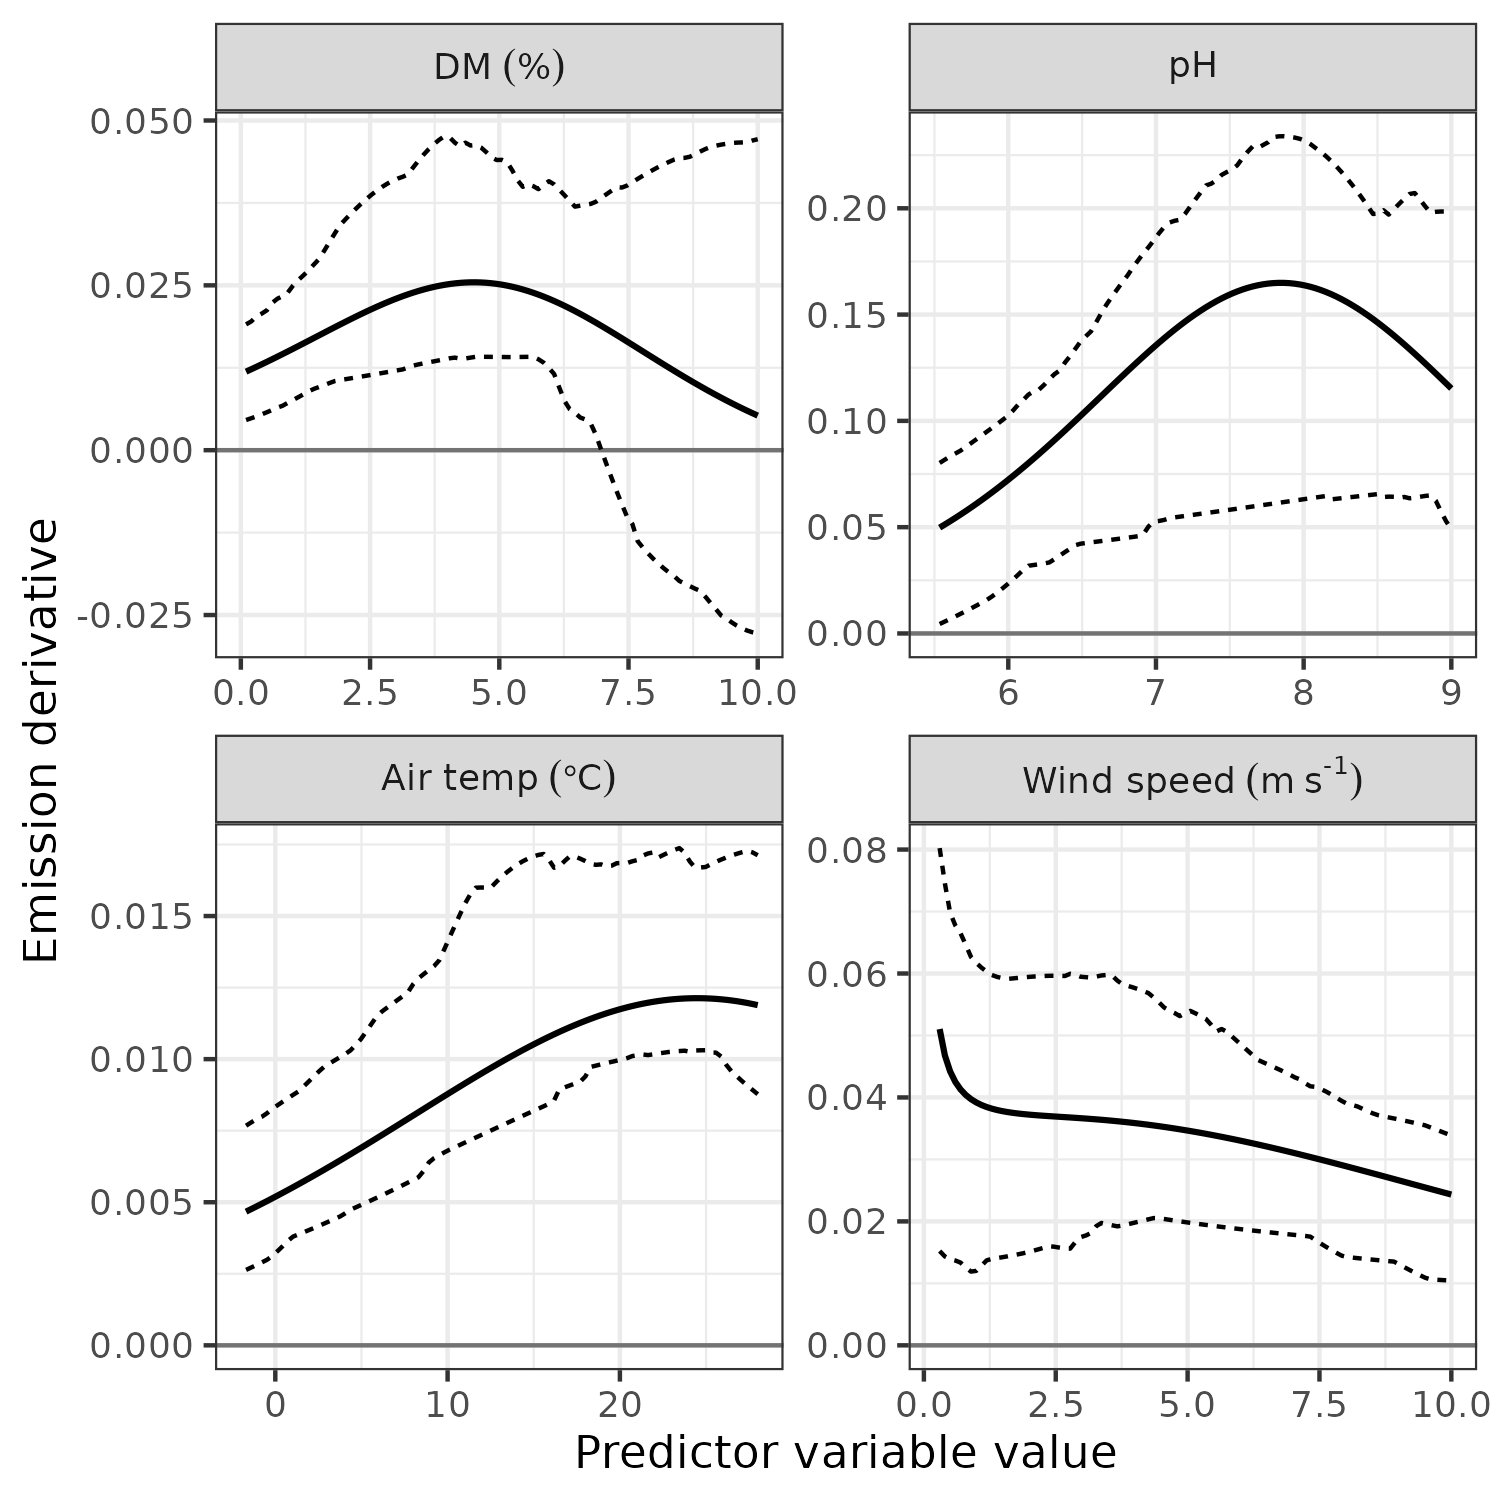 DM (%)
pH
0.050
0.025
0.000
-0.025
0.20
0.15
0.10
0.05
0.00
0.0 2.5 5.0 7.5 10.0
6 7 8 9
Emission derivative
Air temp (°C)
Wind speed (m s-1)
0.015
0.010
0.005
0.000
0.08
0.06
0.04
0.02
0.00
0 10 20
0.0 2.5 5.0 7.5 10.0
Predictor variable value